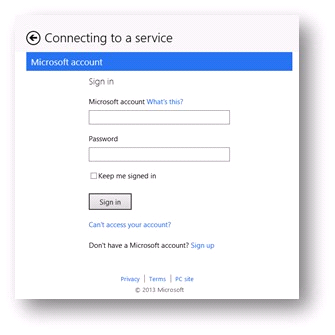 Connecting to a service
Microsoft account
Sign in
Microsoft account What's this?
Password
Keep me signed in
Sign in
Can't access your account?
Don't have a Microsoft account? Sign up
Privacy | Terms | PC site
© 2013 Microsoft